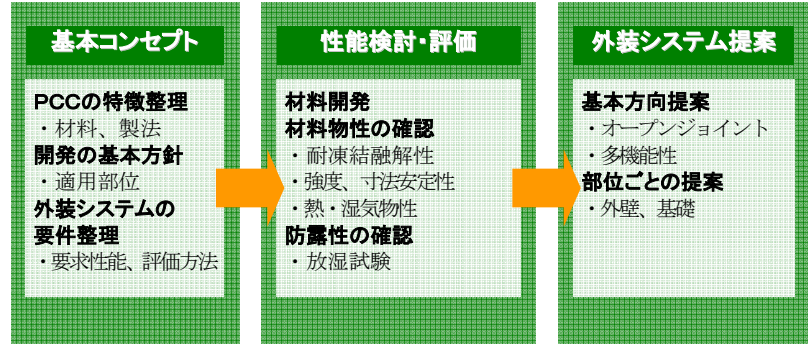 基本コンセプト
PCCの特徴整理
・材料、製法
開発の基本方針
・適用部位
外装システムの
要件整理
・要求性能、評価方法
性能検討・評価
材料開発
材料物性の確認
・耐凍結融解性
・強度、寸法安定性
・熱・湿気物性
防露性の確認
・放湿試験
外装システム提案
基本方向提案
・オープンジョイント
・多機能性
部位ごとの提案
・外壁、基礎